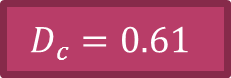 D_c = 0.61